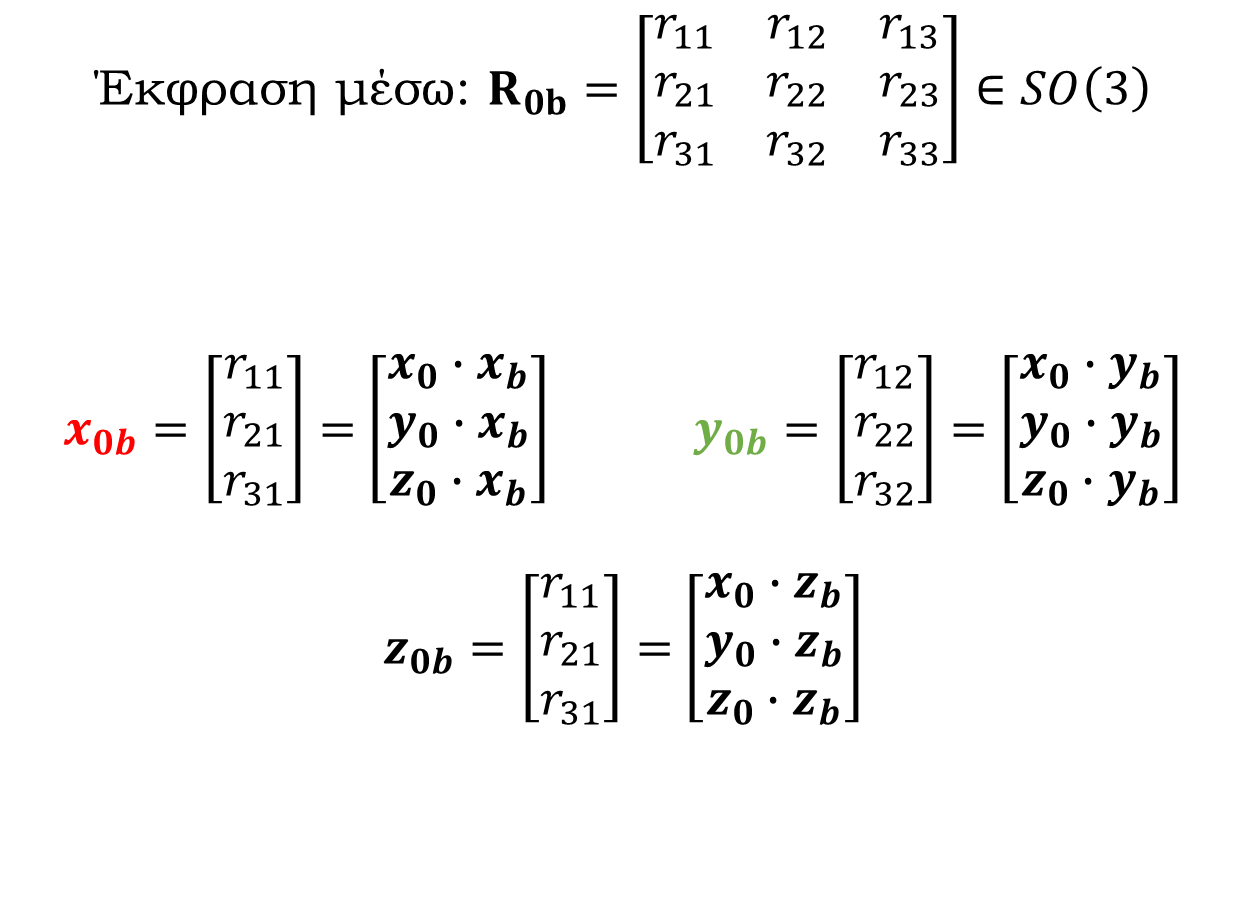 Έκφραση μέσω: R₀b = [r₁₁ r₁₂ r₁₃; r₂₁ r₂₂ r₂₃; r₃₁ r₃₂ r₃₃] ∈ SO(3)
x₀b = [r₁₁; r₂₁; r₃₁] = [x₀ · xb; y₀ · xb; z₀ · xb]
y₀b = [r₁₂; r₂₂; r₃₂] = [x₀ · yb; y₀ · yb; z₀ · yb]
z₀b = [r₁₁; r₂₁; r₃₁] = [x₀ · zb; y₀ · zb; z₀ · zb]